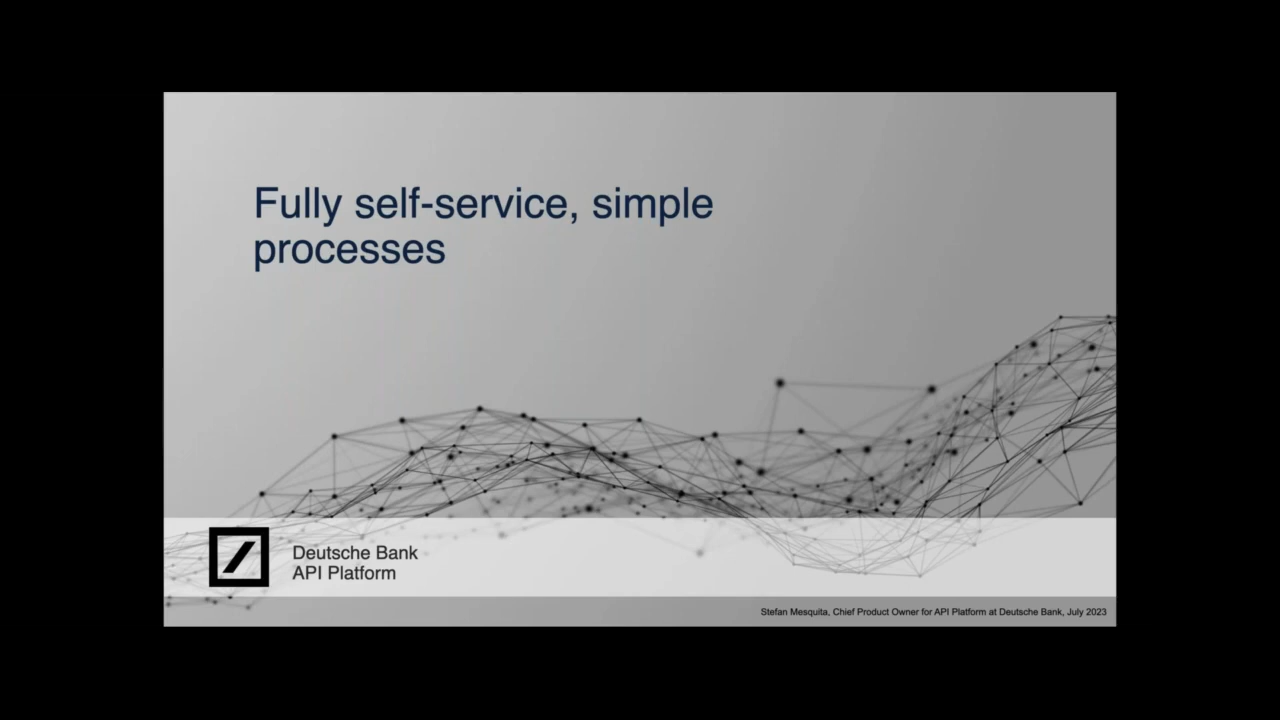 Fully self-service, simple
processes
Deutsche Bank
API Platform
Stefan Mesquita, Chief Product Owner for API Platform at Deutsche Bank, July 2023